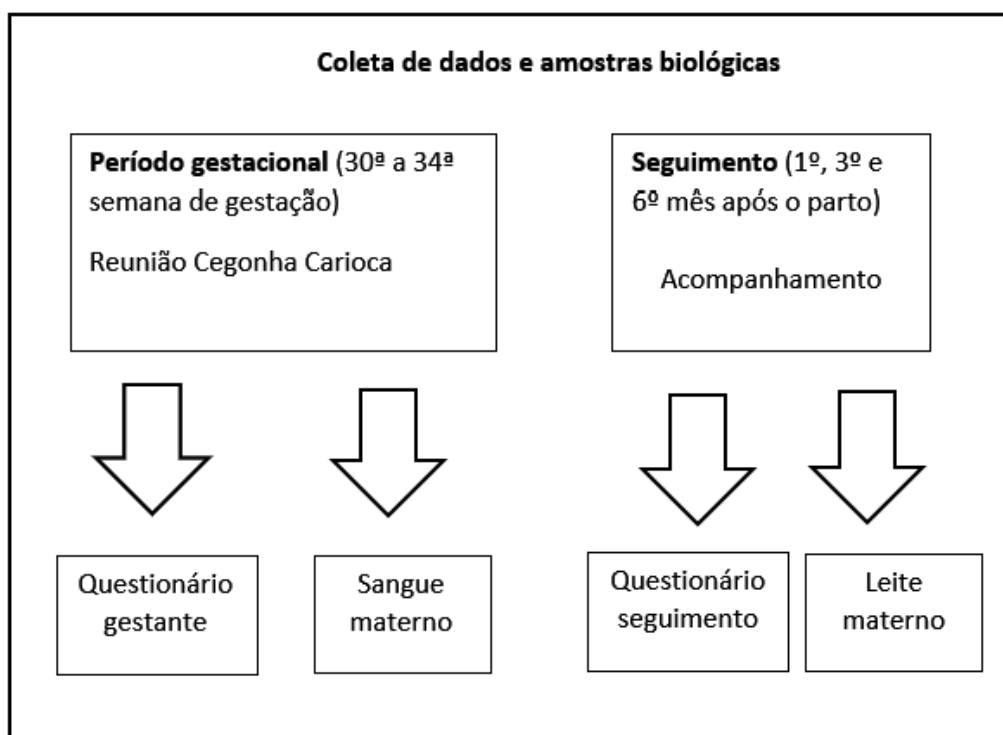 Coleta de dados e amostras biológicas
Período gestacional (30ª a 34ª
semana de gestação)
Reunião Cegonha Carioca
Seguimento (1º, 3º e
6º mês após o parto)
Acompanhamento
Questionário
gestante
Sangue
materno
Questionário
seguimento
Leite
materno